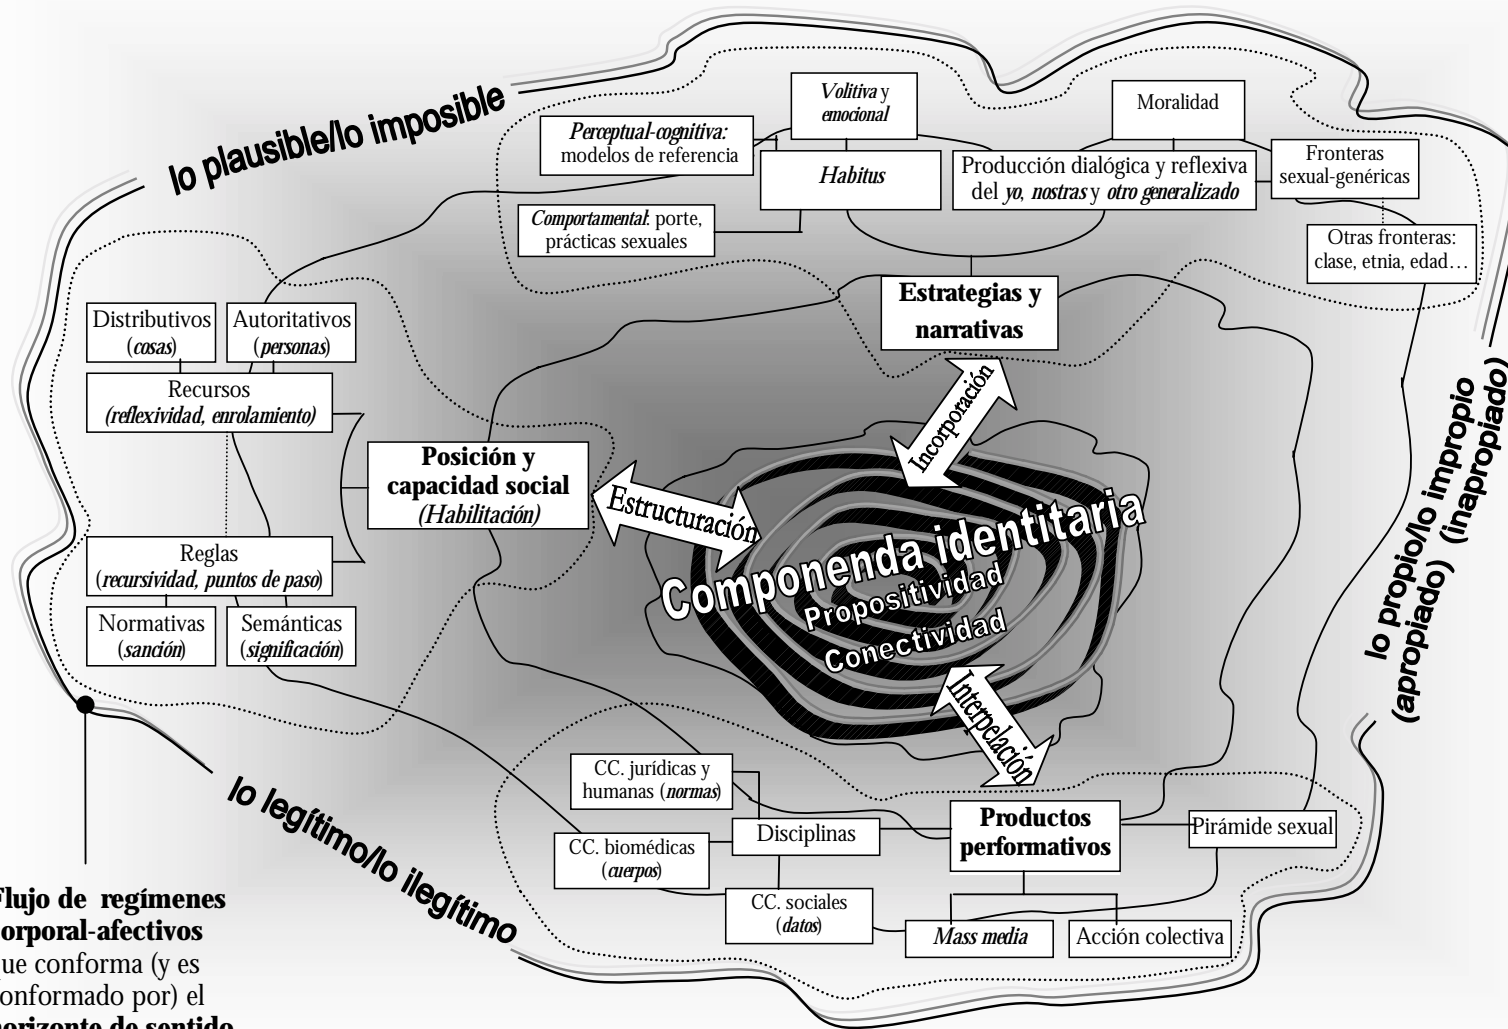 lo plausible/lo imposible
Volitiva y
emocional
Moralidad
Perceptual-cognitiva:
modelos de referencia
Habitus
Producción dialógica y reflexiva
del yo, nostras y otro generalizado
Fronteras
sexual-genéricas
Comportamental: porte,
prácticas sexuales
Otras fronteras:
clase, etnia, edad…
Estrategias y
narrativas
Distributivos
(cosas)
Autoritativos
(personas)
Recursos
(reflexividad, enrolamiento)
Posición y
capacidad social
(Habilitación)
Reglas
(recursividad, puntos de paso)
Normativas
(sanción)
Semánticas
(significación)
Incorporación
Estructuración
Interpelación
Componenda identitaria
Propositividad
Conectividad
lo propio/lo impropio
(apropiado) (inapropiado)
CC. jurídicas y
humanas (normas)
Disciplinas
CC. biomédicas
(cuerpos)
CC. sociales
(datos)
Productos
performativos
Pirámide sexual
Mass media
Acción colectiva
lo legítimo/lo ilegítimo
Flujo de regímenes
orporal-afectivos
ue conforma (y es
onformado por) el
horizonte de sentido